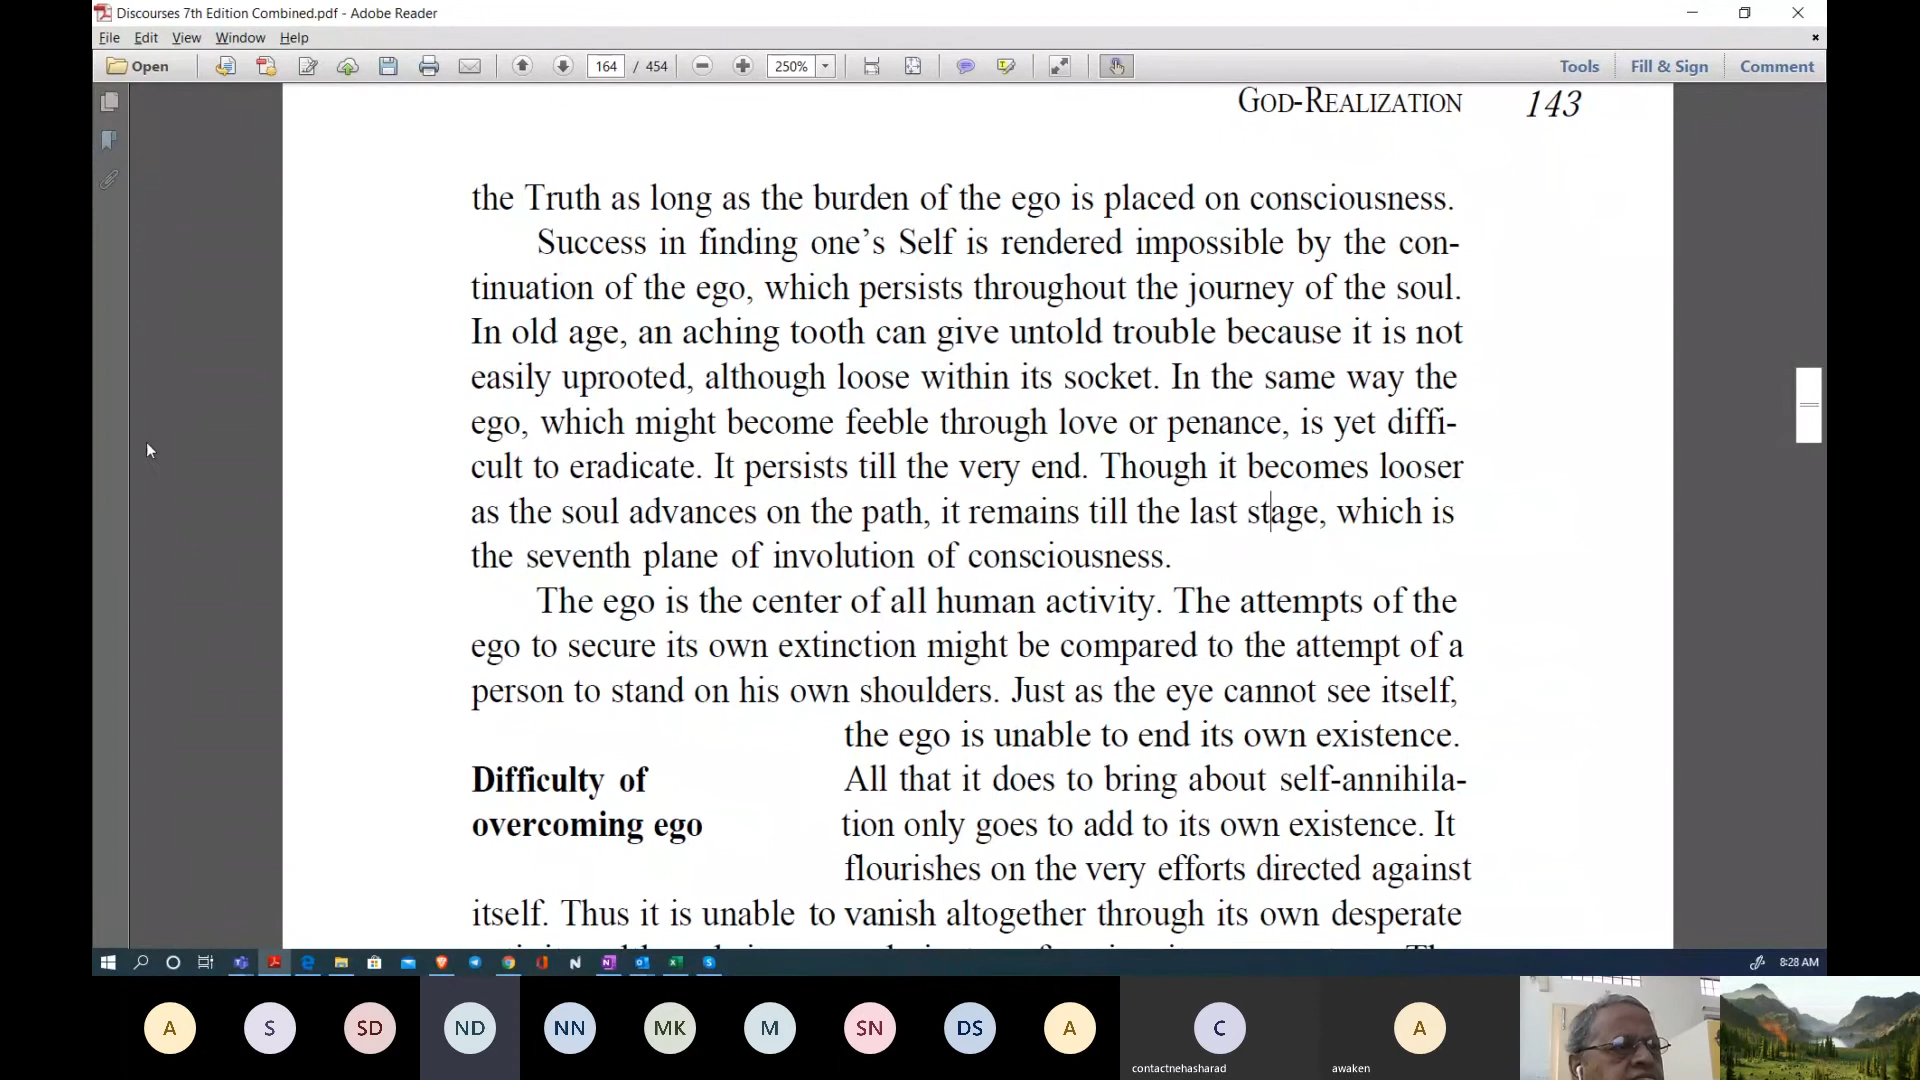 Discourses 7th Edition Combined.pdf - Adobe Reader
File Edit View Window Help
Open 164 / 454 250% Tools Fill & Sign Comment
GOD-REALIZATION 143
the Truth as long as the burden of the ego is placed on consciousness.
Success in finding one’s Self is rendered impossible by the con-
tinuation of the ego, which persists throughout the journey of the soul.
In old age, an aching tooth can give untold trouble because it is not
easily uprooted, although loose within its socket. In the same way the
ego, which might become feeble through love or penance, is yet diffi-
cult to eradicate. It persists till the very end. Though it becomes looser
as the soul advances on the path, it remains till the last stage, which is
the seventh plane of involution of consciousness.
The ego is the center of all human activity. The attempts of the
ego to secure its own extinction might be compared to the attempt of a
person to stand on his own shoulders. Just as the eye cannot see itself,
the ego is unable to end its own existence.
Difficulty of All that it does to bring about self-annihila-
overcoming ego tion only goes to add to its own existence. It
flourishes on the very efforts directed against
itself. Thus it is unable to vanish altogether through its own desperate
8:28 AM
A S SD ND NN MK M SN DS A C A
contactnehasharad awaken